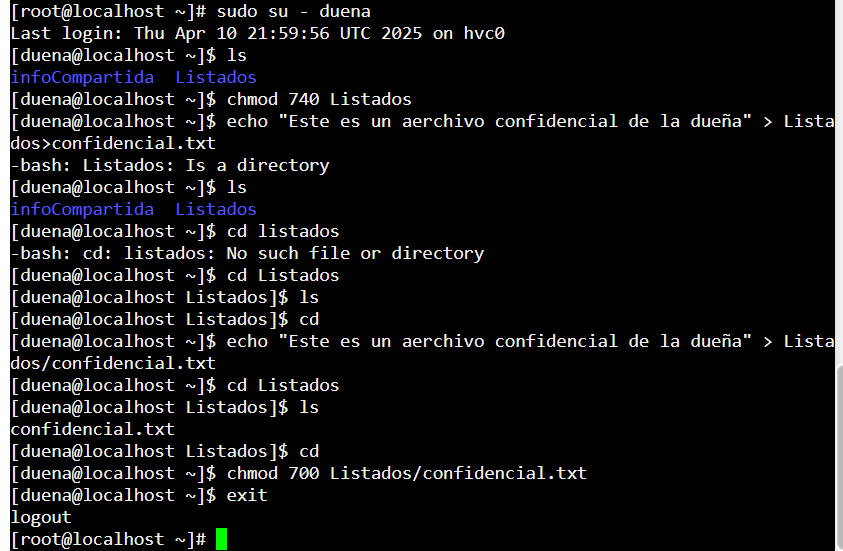 [root@localhost ~]# sudo su - duena
Last login: Thu Apr 10 21:59:56 UTC 2025 on hvc0
[duena@localhost ~]$ ls
infoCompartida  Listados
[duena@localhost ~]$ chmod 740 Listados
[duena@localhost ~]$ echo "Este es un aerchivo confidencial de la dueña" > Lista
dos>confidencial.txt
-bash: Listados: Is a directory
[duena@localhost ~]$ ls
infoCompartida  Listados
[duena@localhost ~]$ cd listados
-bash: cd: listados: No such file or directory
[duena@localhost ~]$ cd Listados
[duena@localhost Listados]$ ls
[duena@localhost Listados]$ cd
[duena@localhost ~]$ echo "Este es un aerchivo confidencial de la dueña" > Lista
dos/confidencial.txt
[duena@localhost ~]$ cd Listados
[duena@localhost Listados]$ ls
confidencial.txt
[duena@localhost Listados]$ cd
[duena@localhost ~]$ chmod 700 Listados/confidencial.txt
[duena@localhost ~]$ exit
logout
[root@localhost ~]#